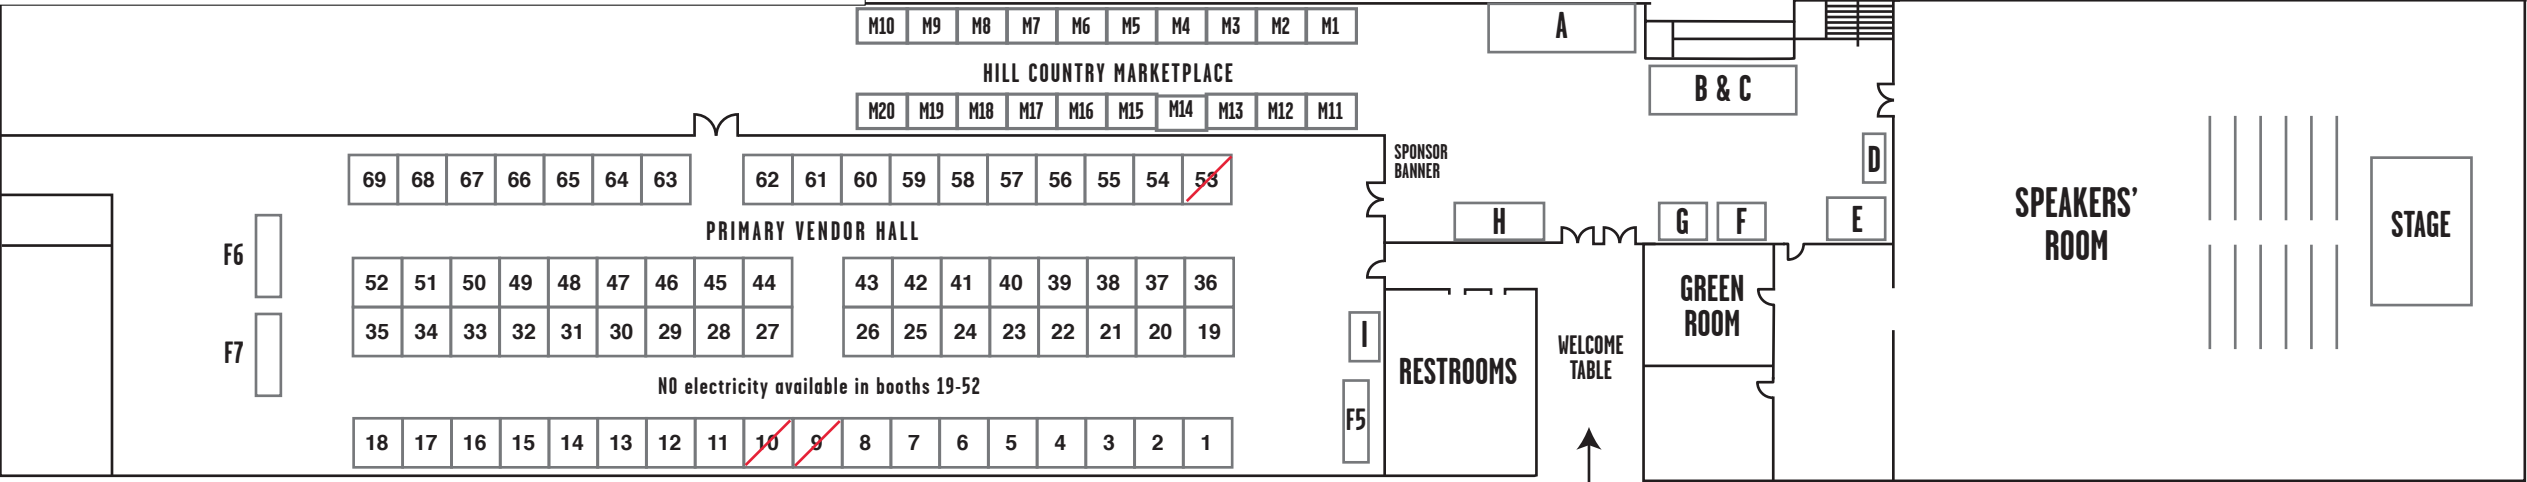 M10 M9 M8 M7 M6 M5 M4 M3 M2 M1
HILL COUNTRY MARKETPLACE
M20 M19 M18 M17 M16 M15 M14 M13 M12 M11
69 68 67 66 65 64 63 62 61 60 59 58 57 56 55 54 53
PRIMARY VENDOR HALL
F6
F7
52 51 50 49 48 47 46 45 44 43 42 41 40 39 38 37 36
35 34 33 32 31 30 29 28 27 26 25 24 23 22 21 20 19
NO electricity available in booths 19-52
18 17 16 15 14 13 12 11 10 9 8 7 6 5 4 3 2 1
A
B & C
SPONSOR
BANNER
D
H
G
F
E
I
F5
RESTROOMS
WELCOME
TABLE
GREEN
ROOM
SPEAKERS’
ROOM
STAGE